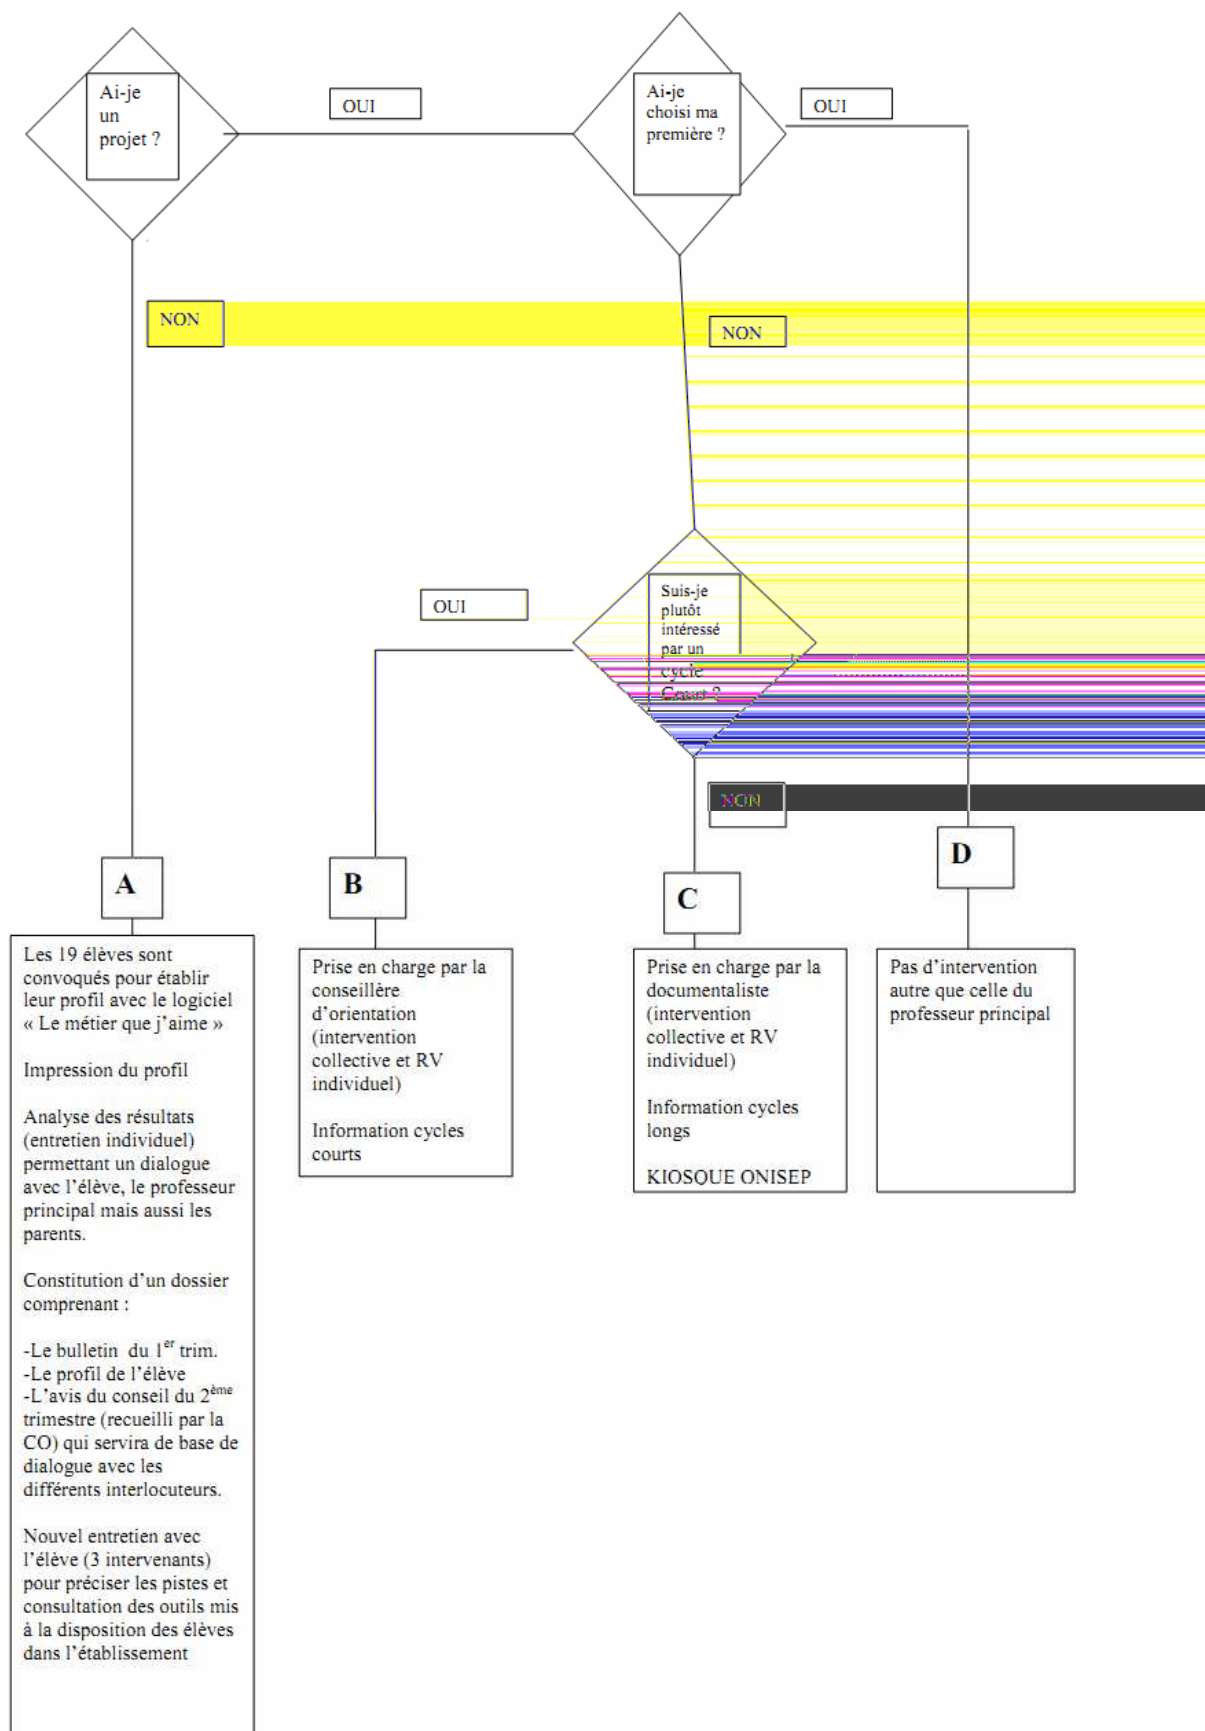 Ai-je
un
projet ?
OUI
Ai-je
choisi ma
première ?
OUI
NON
NON
OUI
Suis-je
plutôt
intéressé
par un
cycle
Court ?
NON
A
Les 19 élèves sont
convoqués pour établir
leur profil avec le logiciel
« Le métier que j’aime »
Impression du profil
Analyse des résultats
(entretien individuel)
permettant un dialogue
avec l’élève, le professeur
principal mais aussi les
parents.
Constitution d’un dossier
comprenant :
-Le bulletin du 1er trim.
-Le profil de l’élève
-L’avis du conseil du 2ème
trimestre (recueilli par la
CO) qui servira de base de
dialogue avec les
différents interlocuteurs.
Nouvel entretien avec
l’élève (3 intervenants)
pour préciser les pistes et
consultation des outils mis
à la disposition des élèves
dans l’établissement
B
Prise en charge par la
conseillère
d’orientation
(intervention
collective et RV
individuel)
Information cycles
courts
C
Prise en charge par la
documentaliste
(intervention
collective et RV
individuel)
Information cycles
longs
KIOSQUE ONISEP
D
Pas d’intervention
autre que celle du
professeur principal